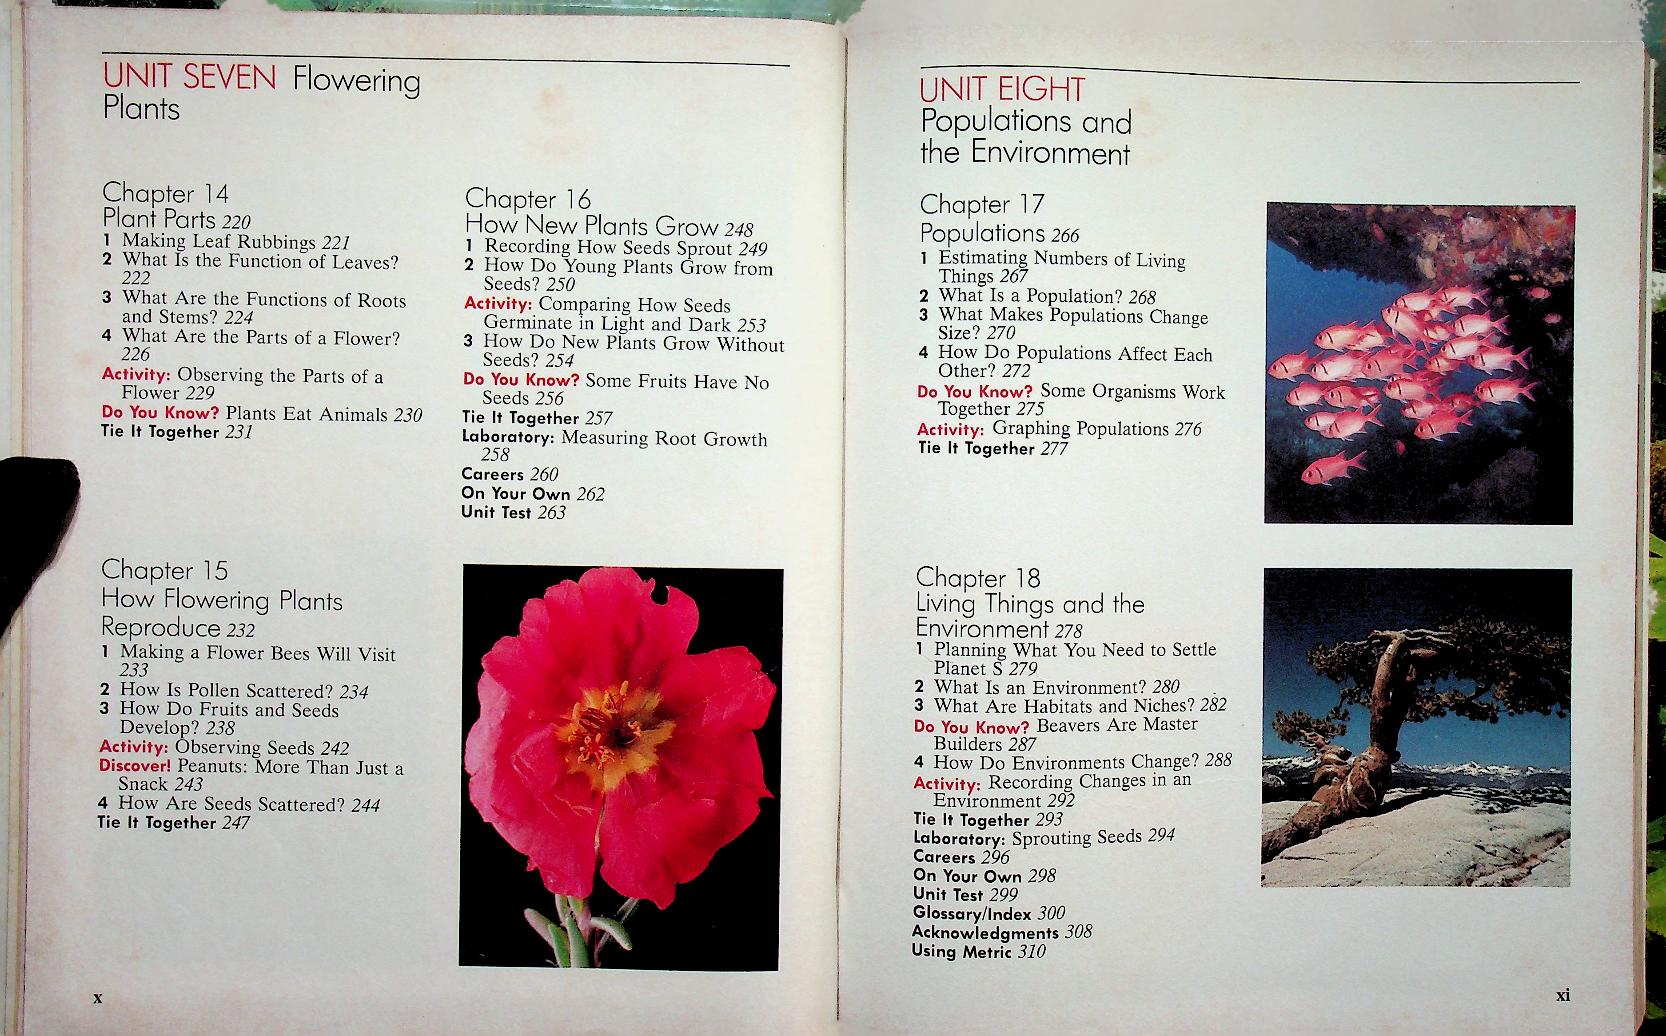 UNIT SEVEN Flowering
Plants
Chapter 14
Plant Parts 220
1 Making Leaf Rubbings 221
2 What Is the Function of Leaves?
222
3 What Are the Functions of Roots
and Stems? 224
4 What Are the Parts of a Flower?
226
Activity: Observing the Parts of a
Flower 229
Do You Know? Plants Eat Animals 230
Tie It Together 231
Chapter 15
How Flowering Plants
Reproduce 232
1 Making a Flower Bees Will Visit
233
2 How Is Pollen Scattered? 234
3 How Do Fruits and Seeds
Develop? 238
Activity: Observing Seeds 242
Discover! Peanuts: More Than Just a
Snack 243
4 How Are Seeds Scattered? 244
Tie It Together 247
Chapter 16
How New Plants Grow 248
1 Recording How Seeds Sprout 249
2 How Do Young Plants Grow from
Seeds? 250
Activity: Comparing How Seeds
Germinate in Light and Dark 253
3 How Do New Plants Grow Without
Seeds? 254
Do You Know? Some Fruits Have No
Seeds 256
Tie It Together 257
Laboratory: Measuring Root Growth
258
Careers 260
On Your Own 262
Unit Test 263
x
UNIT EIGHT
Populations and
the Environment
Chapter 17
Populations 266
1 Estimating Numbers of Living
Things 267
2 What Is a Population? 268
3 What Makes Populations Change
Size? 270
4 How Do Populations Affect Each
Other? 272
Do You Know? Some Organisms Work
Together 275
Activity: Graphing Populations 276
Tie It Together 277
Chapter 18
Living Things and the
Environment 278
1 Planning What You Need to Settle
Planet S 279
2 What Is an Environment? 280
3 What Are Habitats and Niches? 282
Do You Know? Beavers Are Master
Builders 287
4 How Do Environments Change? 288
Activity: Recording Changes in an
Environment 292
Tie It Together 293
Laboratory: Sprouting Seeds 294
Careers 296
On Your Own 298
Unit Test 299
Glossary/Index 300
Acknowledgments 308
Using Metric 310
xi